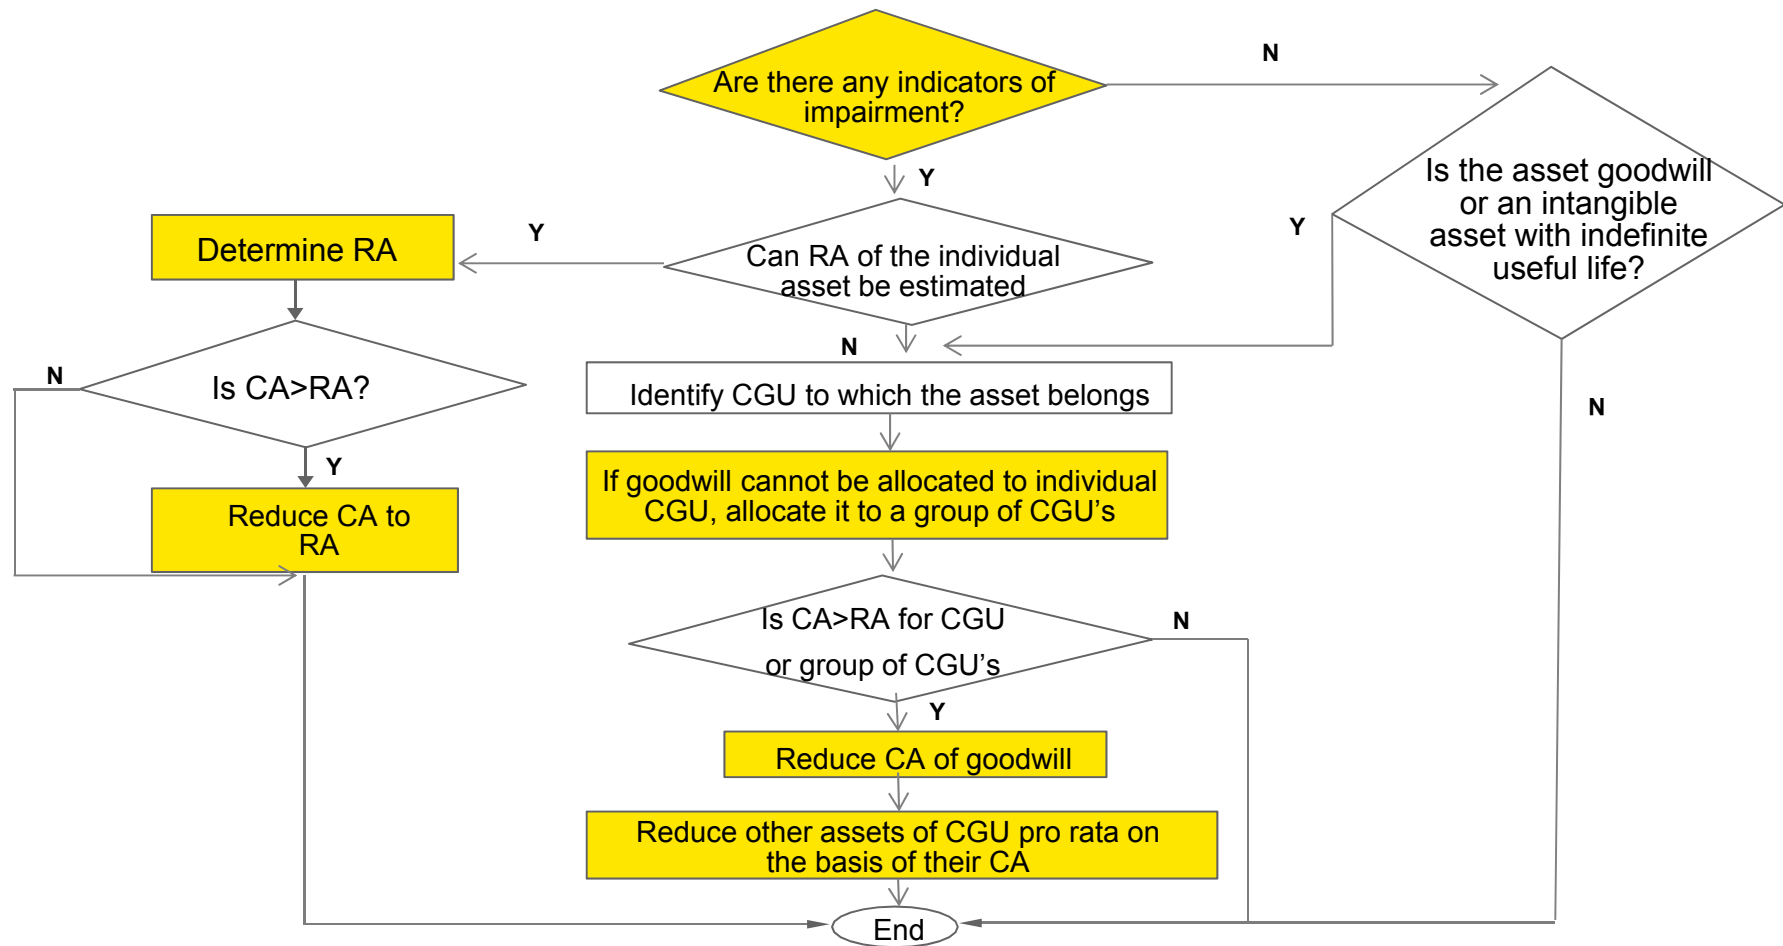 Are there any indicators of
impairment?
N
Is the asset goodwill
or an intangible
asset with indefinite
useful life?
Y
Y
Y
Determine RA
Can RA of the individual
asset be estimated
N
N
Is CA>RA?
Identify CGU to which the asset belongs
N
Y
If goodwill cannot be allocated to individual
CGU, allocate it to a group of CGU’s
Reduce CA to
RA
Is CA>RA for CGU
or group of CGU’s
N
Y
Reduce CA of goodwill
Reduce other assets of CGU pro rata on
the basis of their CA
End